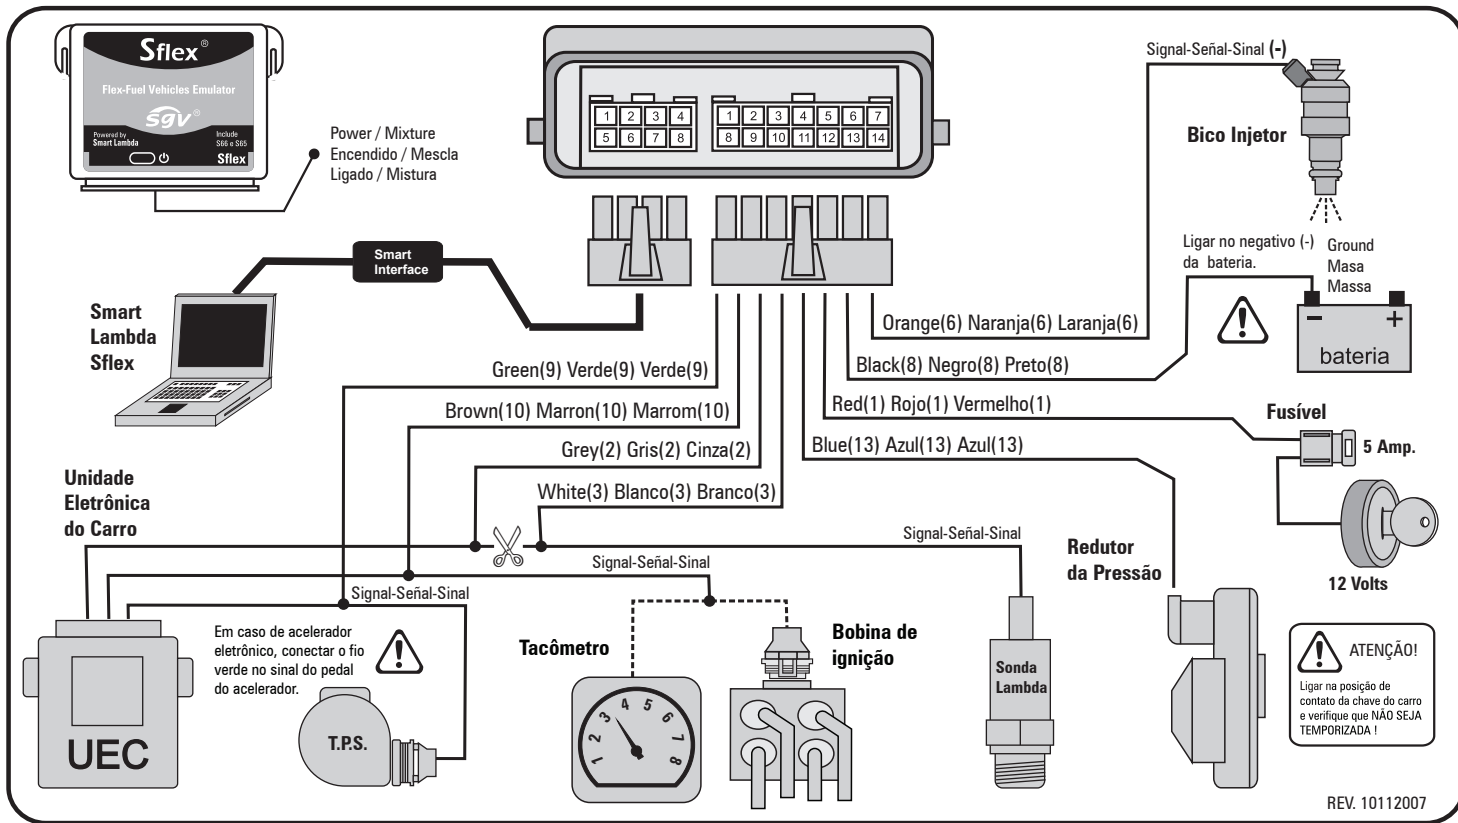 Sflex®
Flex-Fuel Vehicles Emulator
sgv®
Powered by
Smart Lambda
Include
S66 e S65
Sflex
Power / Mixture
Encendido / Mescla
Ligado / Mistura
1 2 3 4
5 6 7 8
1 2 3 4 5 6 7
8 9 10 11 12 13 14
Signal-Señal-Sinal (-)
Bico Injetor
Smart
Interface
Smart
Lambda
Sflex
Ligar no negativo (-)
da bateria.
Ground
Masa
Massa
- +
bateria
Orange(6) Naranja(6) Laranja(6)
Black(8) Negro(8) Preto(8)
Red(1) Rojo(1) Vermelho(1)
Blue(13) Azul(13) Azul(13)
Green(9) Verde(9) Verde(9)
Brown(10) Marron(10) Marrom(10)
Grey(2) Gris(2) Cinza(2)
White(3) Blanco(3) Branco(3)
Fusível
5 Amp.
12 Volts
Unidade
Eletrônica
do Carro
Signal-Señal-Sinal
Signal-Señal-Sinal
Signal-Señal-Sinal
Redutor
da Pressão
UEC
Em caso de acelerador
eletrônico, conectar o fio
verde no sinal do pedal
do acelerador.
T.P.S.
Tacômetro
1 2 3 4 5 6 7 8
Bobina de
ignição
Sonda
Lambda
ATENÇÃO!
Ligar na posição de
contato da chave do carro
e verifique que NÃO SEJA
TEMPORIZADA !
REV. 10112007